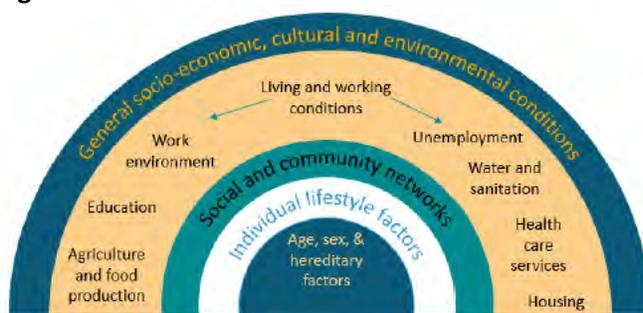 General socio-economic, cultural and environmental conditions
Living and working
conditions
Work
environment
Unemployment
Water and
sanitation
Education
Social and community networks
Individual lifestyle factors
Health
care
services
Agriculture
and food
production
Age, sex, &
hereditary
factors
Housing